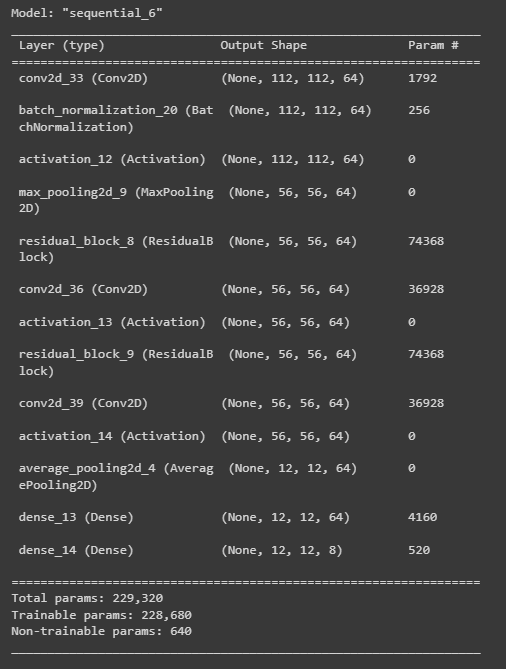 Model: "sequential_6"
_________________________________________________________________
Layer (type) Output Shape Param #
=================================================================
conv2d_33 (Conv2D) (None, 112, 112, 64) 1792
batch_normalization_20 (Bat (None, 112, 112, 64) 256
chNormalization)
activation_12 (Activation) (None, 112, 112, 64) 0
max_pooling2d_9 (MaxPooling (None, 56, 56, 64) 0
2D)
residual_block_8 (ResidualB (None, 56, 56, 64) 74368
lock)
conv2d_36 (Conv2D) (None, 56, 56, 64) 36928
activation_13 (Activation) (None, 56, 56, 64) 0
residual_block_9 (ResidualB (None, 56, 56, 64) 74368
lock)
conv2d_39 (Conv2D) (None, 56, 56, 64) 36928
activation_14 (Activation) (None, 56, 56, 64) 0
average_pooling2d_4 (Averag (None, 12, 12, 64) 0
ePooling2D)
dense_13 (Dense) (None, 12, 12, 64) 4160
dense_14 (Dense) (None, 12, 12, 8) 520
=================================================================
Total params: 229,320
Trainable params: 228,680
Non-trainable params: 640
_________________________________________________________________